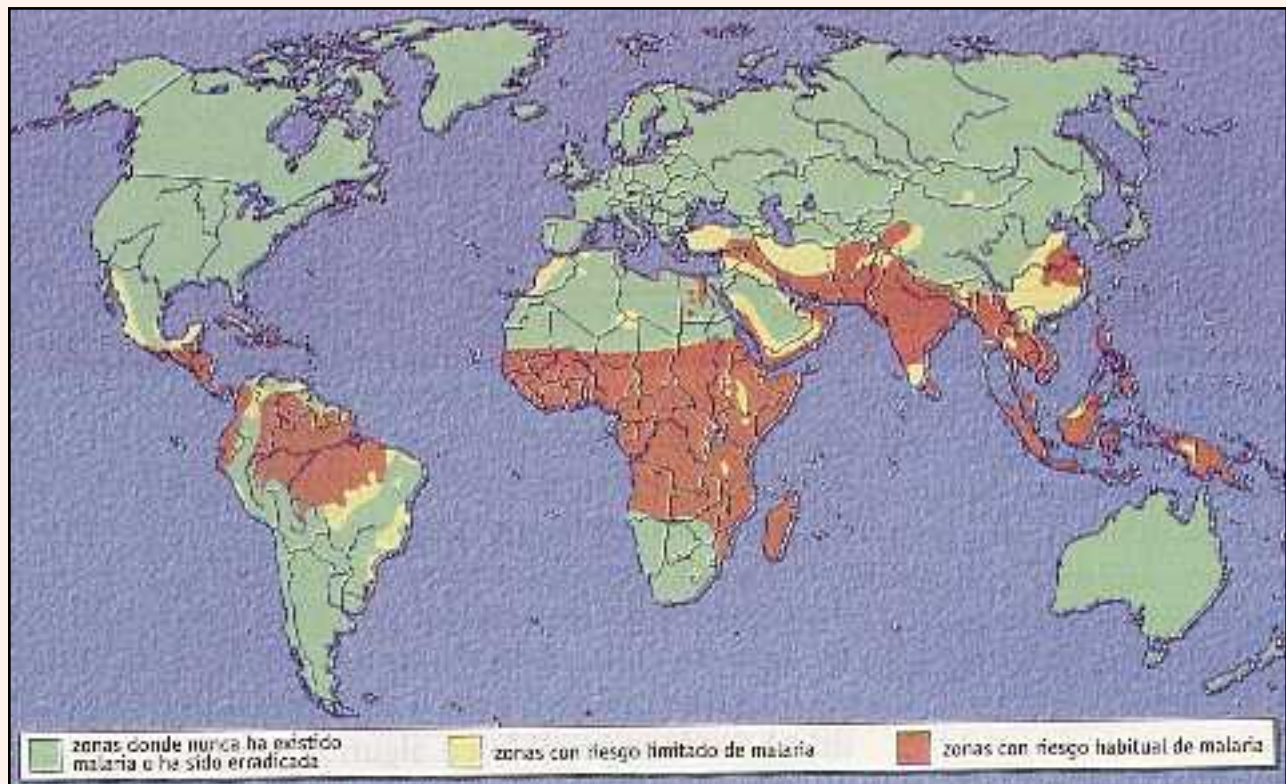 zonas donde nunca ha existido
malaria o ha sido erradicada
zonas con riesgo limitado de malaria
zonas con riesgo habitual de malaria